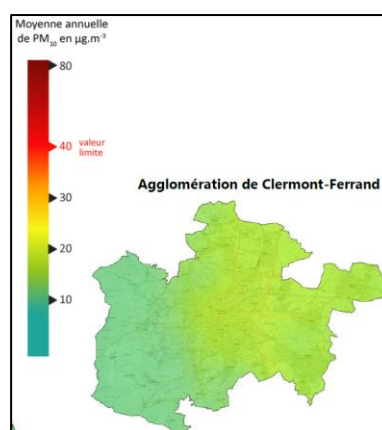 Moyenne annuelle
de PM₁₀ en µg.m⁻³
80
40 valeur
limite
30
20
10
Agglomération de Clermont-Ferrand